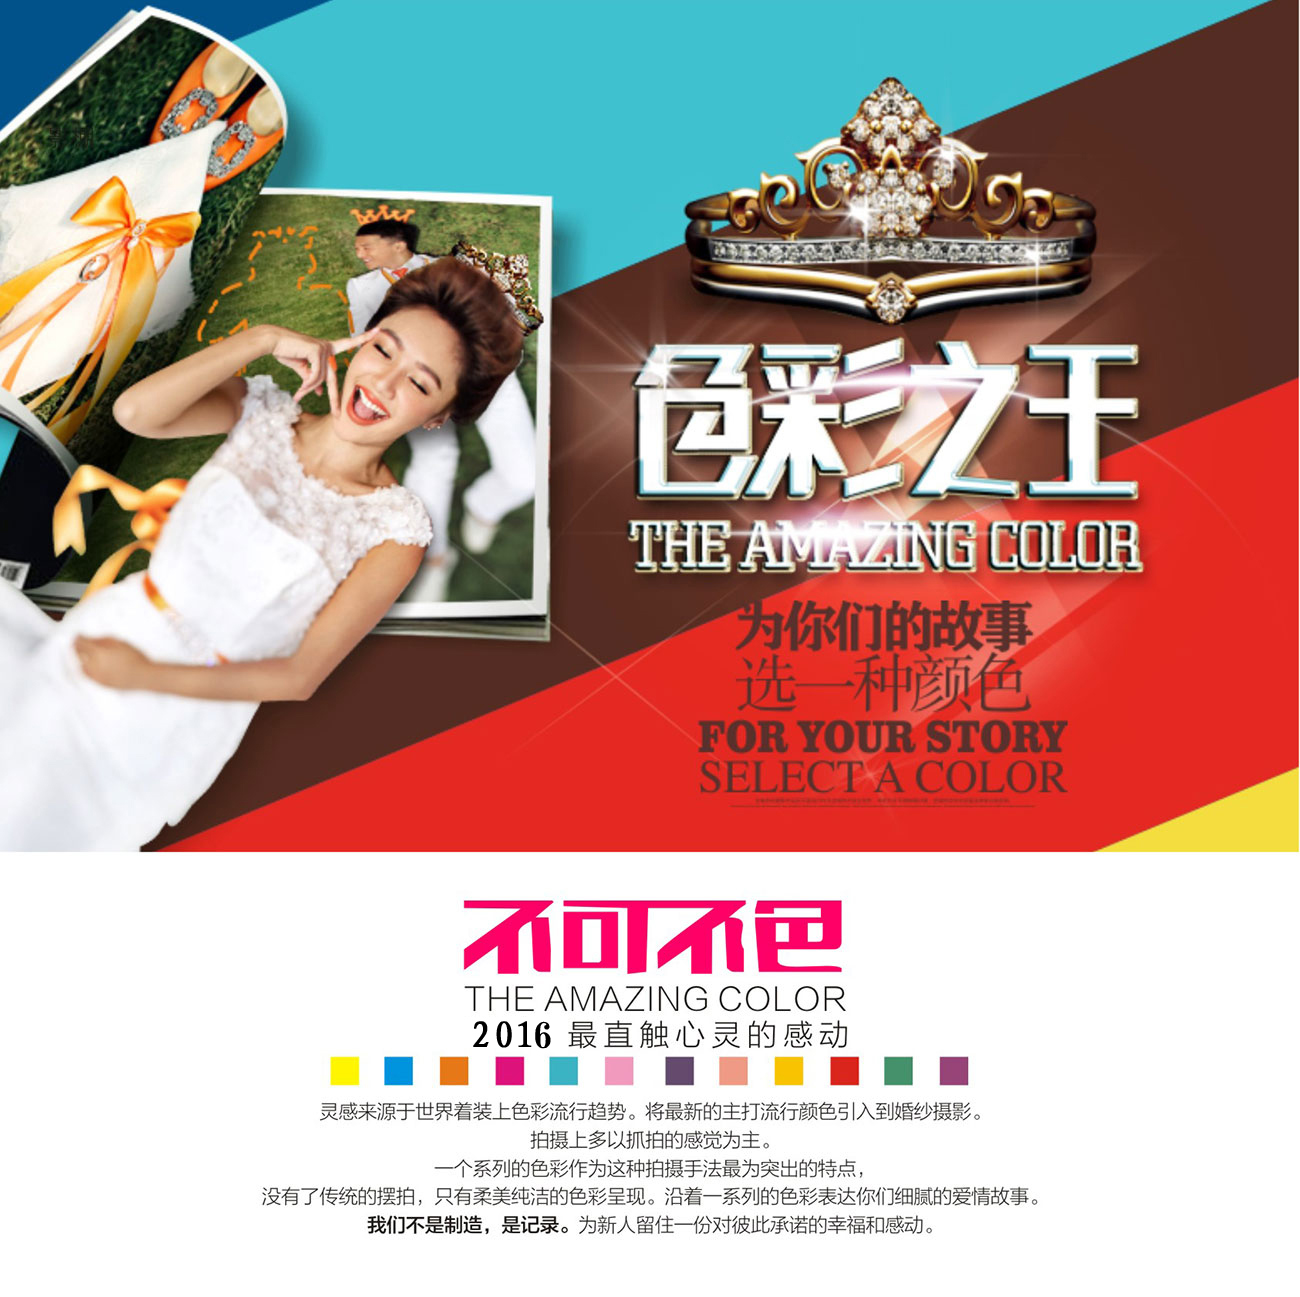 色彩之王
THE AMAZING COLOR
为你们的故事
选一种颜色
FOR YOUR STORY
SELECT A COLOR
不可不色
THE AMAZING COLOR
2016 最直触心灵的感动
灵感来源于世界着装上色彩流行趋势。将最新的主打流行颜色引入到婚纱摄影。
拍摄上多以抓拍的感觉为主。
一个系列的色彩作为这种拍摄手法最为突出的特点，
没有了传统的摆拍，只有柔美纯洁的色彩呈现。沿着一系列的色彩表达你们细腻的爱情故事。
我们不是制造，是记录。为新人留住一份对彼此承诺的幸福和感动。